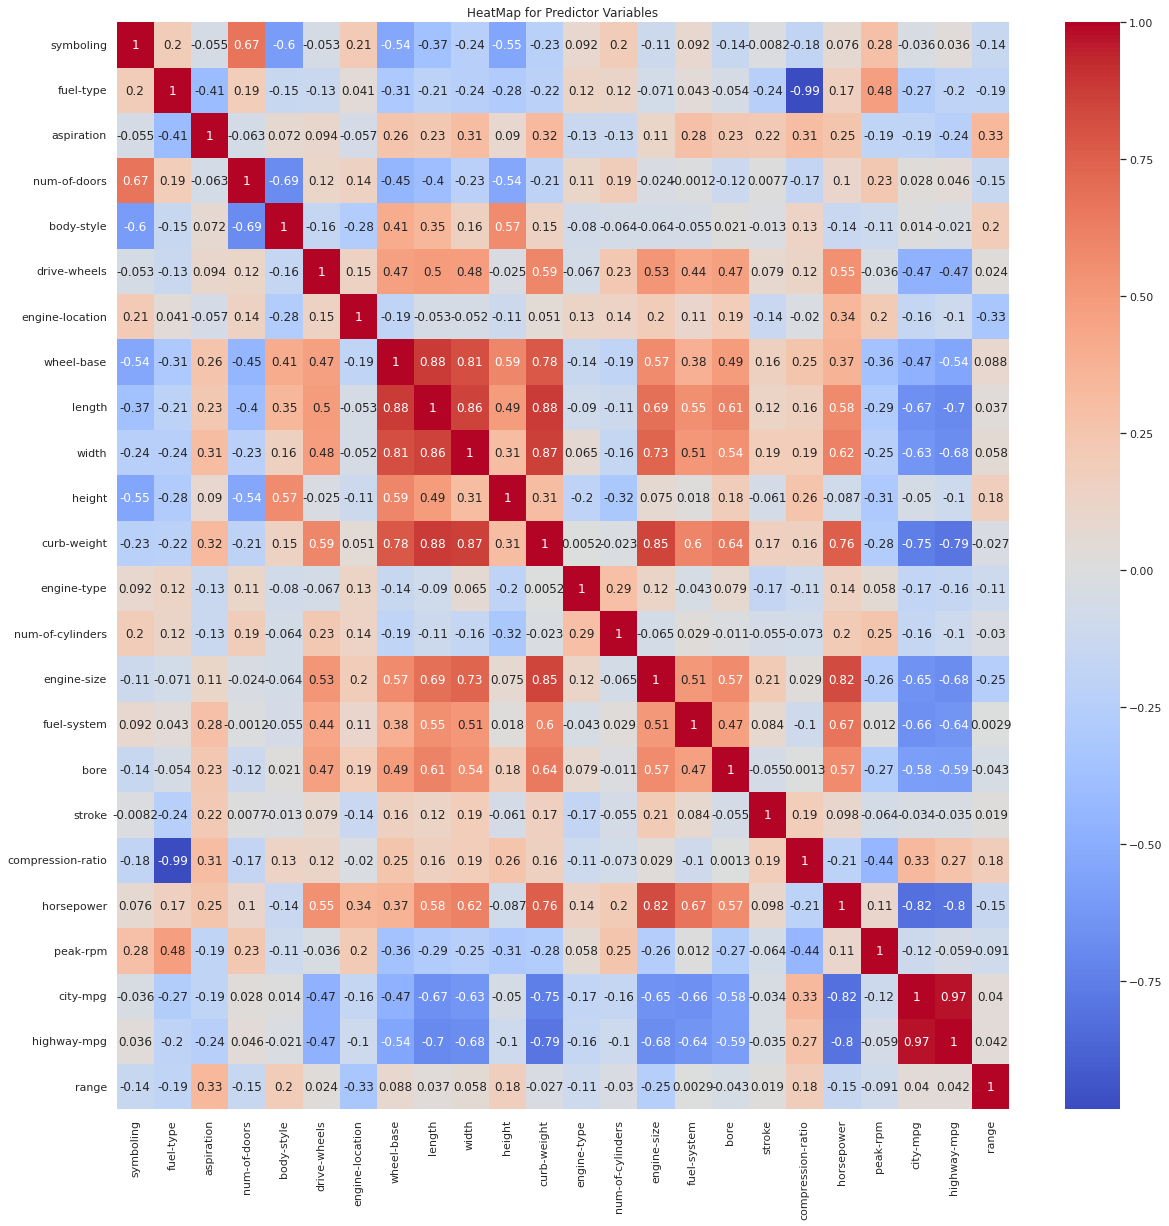 HeatMap for Predictor Variables
symboling 1 0.2 -0.055 0.67 -0.6 -0.053 0.21 -0.54 -0.37 -0.24 -0.55 -0.23 0.092 0.2 -0.11 0.092 -0.14 -0.0082 -0.18 0.076 0.28 -0.036 0.036 -0.14
fuel-type 0.2 1 -0.41 0.19 -0.15 -0.13 0.041 -0.31 -0.21 -0.24 -0.28 -0.22 0.12 0.12 -0.071 0.043 -0.054 -0.24 -0.99 0.17 0.48 -0.27 -0.2 -0.19
aspiration -0.055 -0.41 1 -0.063 0.072 0.094 -0.057 0.26 0.23 0.31 0.09 0.32 -0.13 -0.13 0.11 0.28 0.23 0.22 0.31 0.25 -0.19 -0.19 -0.24 0.33
num-of-doors 0.67 0.19 -0.063 1 -0.69 0.12 0.14 -0.45 -0.4 -0.23 -0.54 -0.21 0.11 0.19 -0.024 -0.0012 -0.12 0.0077 -0.17 0.1 0.23 0.028 0.046 -0.15
body-style -0.6 -0.15 0.072 -0.69 1 -0.16 -0.28 0.41 0.35 0.16 0.57 0.15 -0.08 -0.064 -0.064 -0.055 0.021 -0.013 0.13 -0.14 -0.11 0.014 -0.021 0.2
drive-wheels -0.053 -0.13 0.094 0.12 -0.16 1 0.15 0.47 0.5 0.48 -0.025 0.59 -0.067 0.23 0.53 0.44 0.47 0.079 0.12 0.55 -0.036 -0.47 -0.47 0.024
engine-location 0.21 0.041 -0.057 0.14 -0.28 0.15 1 -0.19 -0.053 -0.052 -0.11 0.051 0.13 0.14 0.2 0.11 0.19 -0.14 -0.02 0.34 0.2 -0.16 -0.1 -0.33
wheel-base -0.54 -0.31 0.26 -0.45 0.41 0.47 -0.19 1 0.88 0.81 0.59 0.78 -0.14 -0.19 0.57 0.38 0.49 0.16 0.25 0.37 -0.36 -0.47 -0.54 0.088
length -0.37 -0.21 0.23 -0.4 0.35 0.5 -0.053 0.88 1 0.86 0.49 0.88 -0.09 -0.11 0.69 0.55 0.61 0.12 0.16 0.58 -0.29 -0.67 -0.7 0.037
width -0.24 -0.24 0.31 -0.23 0.16 0.48 -0.052 0.81 0.86 1 0.31 0.87 0.065 -0.16 0.73 0.51 0.54 0.19 0.19 0.62 -0.25 -0.63 -0.68 0.058
height -0.55 -0.28 0.09 -0.54 0.57 -0.025 -0.11 0.59 0.49 0.31 1 0.31 -0.2 -0.32 0.075 0.018 0.18 -0.061 0.26 -0.087 -0.31 -0.05 -0.1 0.18
curb-weight -0.23 -0.22 0.32 -0.21 0.15 0.59 0.051 0.78 0.88 0.87 0.31 1 0.0052 -0.023 0.85 0.6 0.64 0.17 0.16 0.76 -0.28 -0.75 -0.79 -0.027
engine-type 0.092 0.12 -0.13 0.11 -0.08 -0.067 0.13 -0.14 -0.09 0.065 -0.2 0.0052 1 0.29 0.12 -0.043 0.079 -0.17 -0.11 0.14 0.058 -0.17 -0.16 -0.11
num-of-cylinders 0.2 0.12 -0.13 0.19 -0.064 0.23 0.14 -0.19 -0.11 -0.16 -0.32 -0.023 0.29 1 -0.065 0.029 -0.011 -0.055 -0.073 0.2 0.25 -0.16 -0.1 -0.03
engine-size -0.11 -0.071 0.11 -0.024 -0.064 0.53 0.2 0.57 0.69 0.73 0.075 0.85 0.12 -0.065 1 0.51 0.57 0.21 0.029 0.82 -0.26 -0.65 -0.68 -0.25
fuel-system 0.092 0.043 0.28 -0.0012 -0.055 0.44 0.11 0.38 0.55 0.51 0.018 0.6 -0.043 0.029 0.51 1 0.47 0.084 -0.1 0.67 0.012 -0.66 -0.64 0.0029
bore -0.14 -0.054 0.23 -0.12 0.021 0.47 0.19 0.49 0.61 0.54 0.18 0.64 0.079 -0.011 0.57 0.47 1 -0.055 0.0013 0.57 -0.27 -0.58 -0.59 -0.043
stroke -0.0082 -0.24 0.22 0.0077 -0.013 0.079 -0.14 0.16 0.12 0.19 -0.061 0.17 -0.17 -0.055 0.21 0.084 -0.055 1 0.19 0.098 -0.064 -0.034 -0.035 0.019
compression-ratio -0.18 -0.99 0.31 -0.17 0.13 0.12 -0.02 0.25 0.16 0.19 0.26 0.16 -0.11 -0.073 0.029 -0.1 0.0013 0.19 1 -0.21 -0.44 0.33 0.27 0.18
horsepower 0.076 0.17 0.25 0.1 -0.14 0.55 0.34 0.37 0.58 0.62 -0.087 0.76 0.14 0.2 0.82 0.67 0.57 0.098 -0.21 1 0.11 -0.82 -0.8 -0.15
peak-rpm 0.28 0.48 -0.19 0.23 -0.11 -0.036 0.2 -0.36 -0.29 -0.25 -0.31 -0.28 0.058 0.25 -0.26 0.012 -0.27 -0.064 -0.44 0.11 1 -0.12 -0.059 -0.091
city-mpg -0.036 -0.27 -0.19 0.028 0.014 -0.47 -0.16 -0.47 -0.67 -0.63 -0.05 -0.75 -0.17 -0.16 -0.65 -0.66 -0.58 -0.034 0.33 -0.82 -0.12 1 0.97 0.04
highway-mpg 0.036 -0.2 -0.24 0.046 -0.021 -0.47 -0.1 -0.54 -0.7 -0.68 -0.1 -0.79 -0.16 -0.1 -0.68 -0.64 -0.59 -0.035 0.27 -0.8 -0.059 0.97 1 0.042
range -0.14 -0.19 0.33 -0.15 0.2 0.024 -0.33 0.088 0.037 0.058 0.18 -0.027 -0.11 -0.03 -0.25 0.0029 -0.043 0.019 0.18 -0.15 -0.091 0.04 0.042 1
symboling
fuel-type
aspiration
num-of-doors
body-style
drive-wheels
engine-location
wheel-base
length
width
height
curb-weight
engine-type
num-of-cylinders
engine-size
fuel-system
bore
stroke
compression-ratio
horsepower
peak-rpm
city-mpg
highway-mpg
range
1.00
0.75
0.50
0.25
0.00
−0.25
−0.50
−0.75